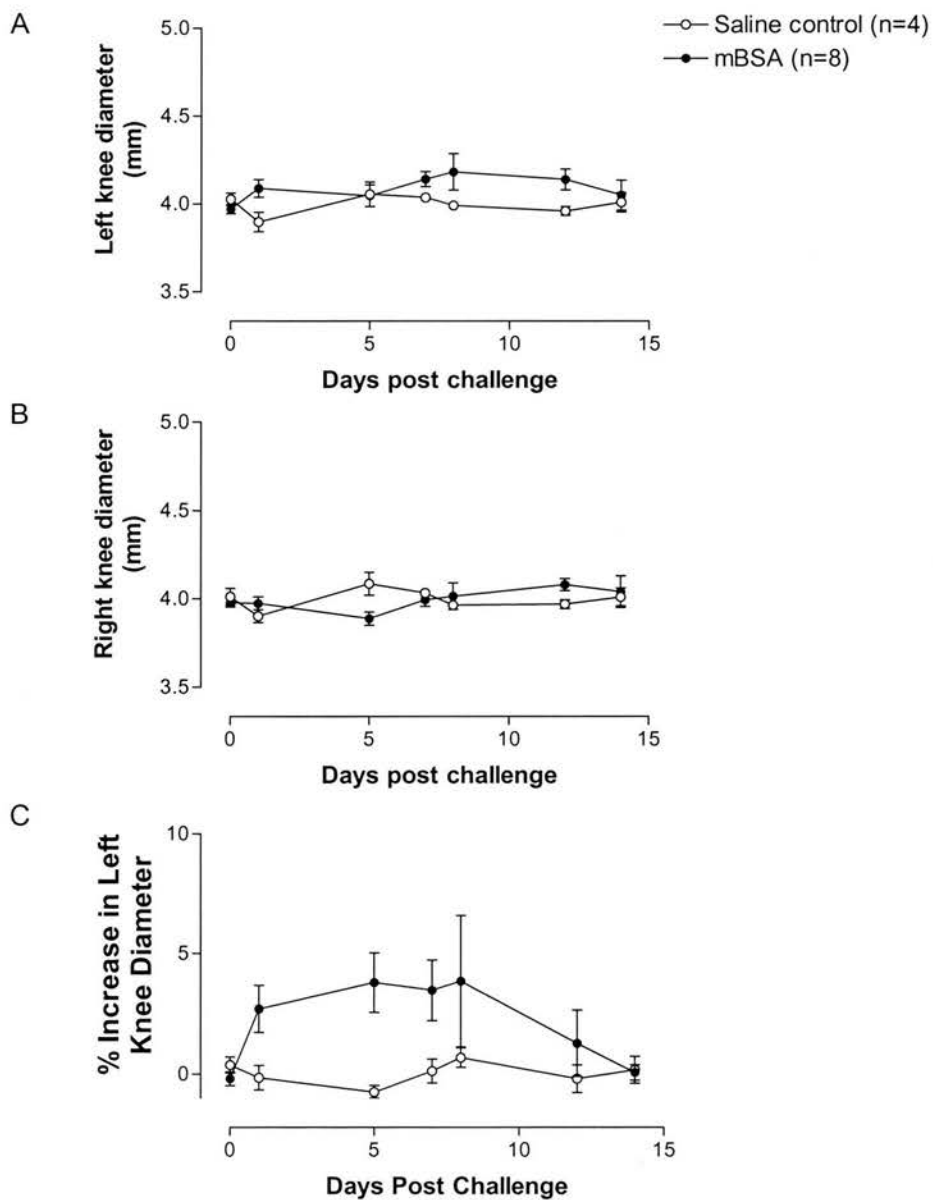 A
Saline control (n=4)
mBSA (n=8)
Left knee diameter
(mm)
5.0
4.5
4.0
3.5
0 5 10 15
Days post challenge
B
Right knee diameter
(mm)
5.0
4.5
4.0
3.5
0 5 10 15
Days post challenge
C
% Increase in Left
Knee Diameter
10
5
0
0 5 10 15
Days Post Challenge